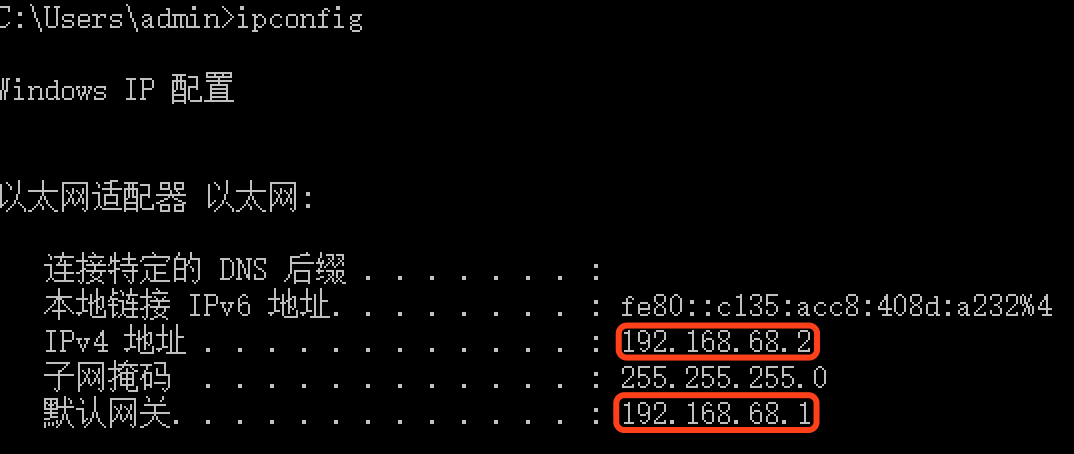 C:\Users\admin>ipconfig
Windows IP 配置
以太网适配器 以太网:
连接特定的 DNS 后缀 . . . . . . . . :
本地链接 IPv6 地址. . . . . . . . : fe80::c135:acc8:408d:a232%4
IPv4 地址 . . . . . . . . . . . . : 192.168.68.2
子网掩码 . . . . . . . . . . . . : 255.255.255.0
默认网关. . . . . . . . . . . . . : 192.168.68.1